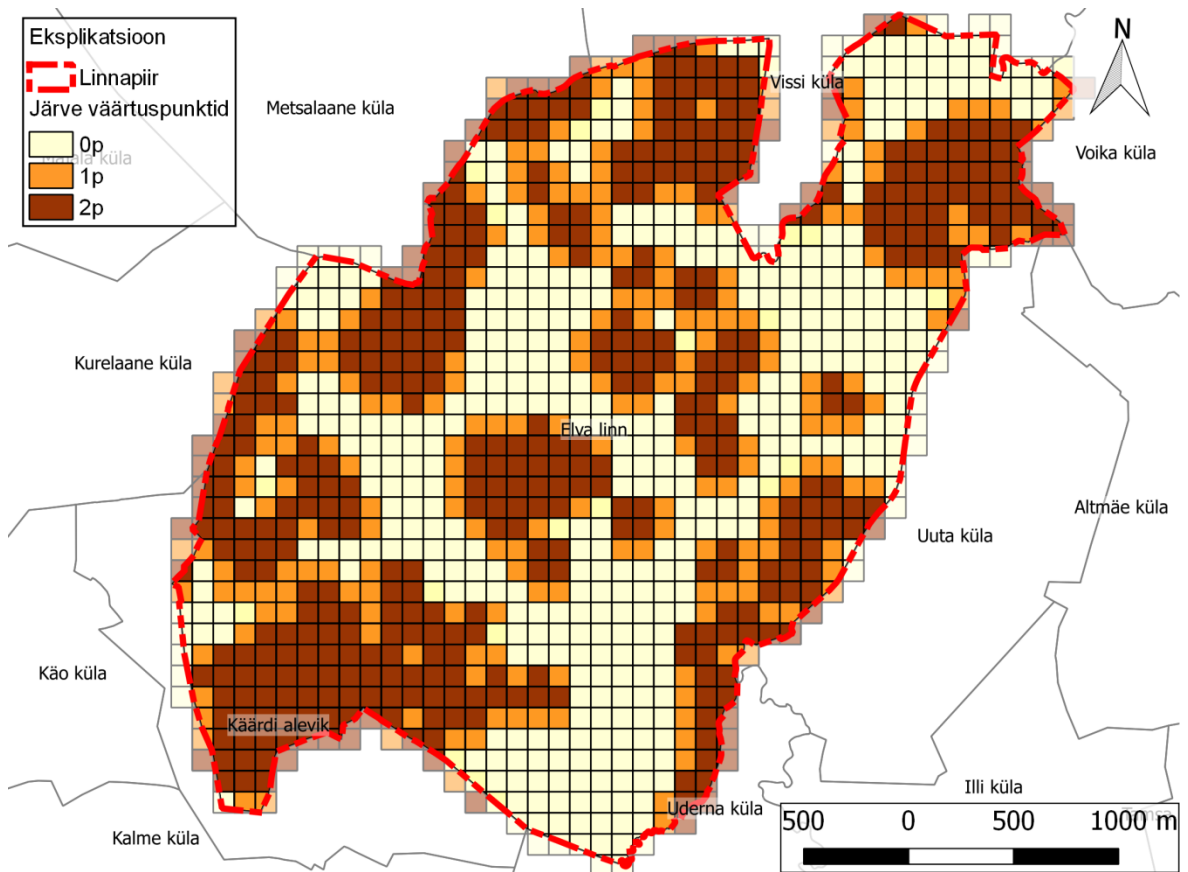 Eksplikatsioon
Linnapiir
Järve väärtuspunktid
0p
1p
2p
N
Metsalaane küla
Vissi küla
Voika küla
Kurelaane küla
Elva linn
Altmäe küla
Uuta küla
Käo küla
Käärdi alevik
Illi küla
Uderna küla
Kalme küla
500 0 500 1000 m